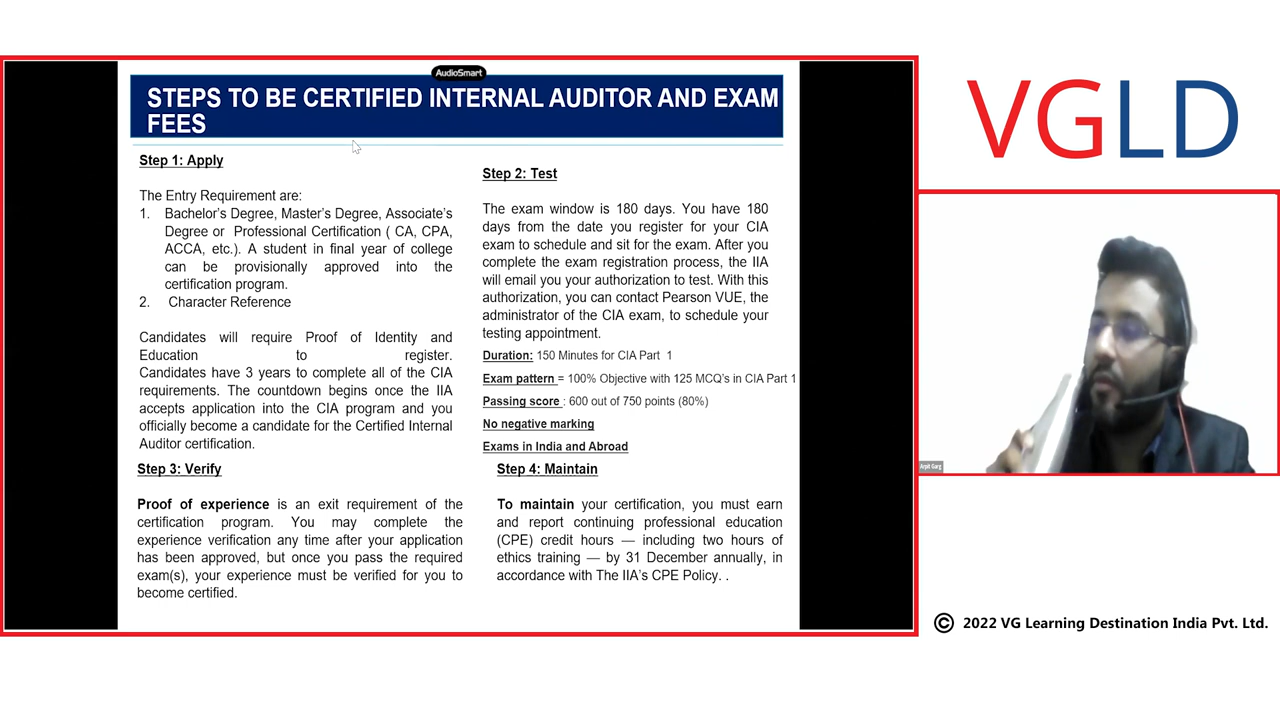 AudioSmart
STEPS TO BE CERTIFIED INTERNAL AUDITOR AND EXAM
FEES
Step 1: Apply
The Entry Requirement are:
1. Bachelor's Degree, Master's Degree, Associate's
Degree or Professional Certification ( CA, CPA,
ACCA, etc.). A student in final year of college
can be provisionally approved into the
certification program.
2. Character Reference
Candidates will require Proof of Identity and
Education to register.
Candidates have 3 years to complete all of the CIA
requirements. The countdown begins once the IIA
accepts application into the CIA program and you
officially become a candidate for the Certified Internal
Auditor certification.
Step 2: Test
The exam window is 180 days. You have 180
days from the date you register for your CIA
exam to schedule and sit for the exam. After you
complete the exam registration process, the IIA
will email you your authorization to test. With this
authorization, you can contact Pearson VUE, the
administrator of the CIA exam, to schedule your
testing appointment.
Duration: 150 Minutes for CIA Part 1
Exam pattern = 100% Objective with 125 MCQ's in CIA Part 1
Passing score : 600 out of 750 points (80%)
No negative marking
Exams in India and Abroad
Step 3: Verify
Proof of experience is an exit requirement of the
certification program. You may complete the
experience verification any time after your application
has been approved, but once you pass the required
exam(s), your experience must be verified for you to
become certified.
Step 4: Maintain
To maintain your certification, you must earn
and report continuing professional education
(CPE) credit hours — including two hours of
ethics training — by 31 December annually, in
accordance with The IIA's CPE Policy. .
VGLD
Arpit Garg
© 2022 VG Learning Destination India Pvt. Ltd.